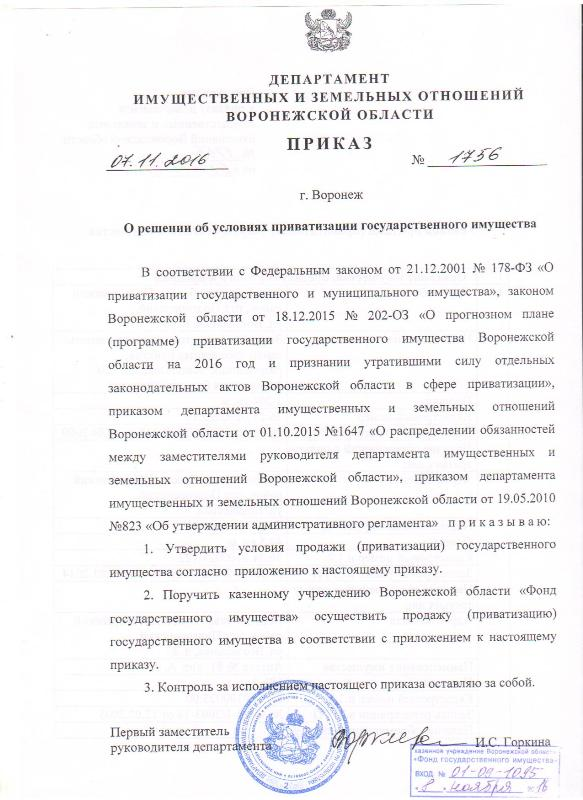 ДЕПАРТАМЕНТ
ИМУЩЕСТВЕННЫХ И ЗЕМЕЛЬНЫХ ОТНОШЕНИЙ
ВОРОНЕЖСКОЙ ОБЛАСТИ
ПРИКАЗ
07.11.2016 № 1756
г. Воронеж
О решении об условиях приватизации государственного имущества
В соответствии с Федеральным законом от 21.12.2001 № 178-ФЗ «О
приватизации государственного и муниципального имущества», законом
Воронежской области от 18.12.2015 № 202-ОЗ «О прогнозном плане
(программе) приватизации государственного имущества Воронежской
области на 2016 год и признании утратившими силу отдельных
законодательных актов Воронежской области в сфере приватизации»,
приказом департамента имущественных и земельных отношений
Воронежской области от 01.10.2015 №1647 «О распределении обязанностей
между заместителями руководителя департамента имущественных и
земельных отношений Воронежской области», приказом департамента
имущественных и земельных отношений Воронежской области от 19.05.2010
№823 «Об утверждении административного регламента» п р и к а з ы в а ю:
1. Утвердить условия продажи (приватизации) государственного
имущества согласно приложению к настоящему приказу.
2. Поручить казенному учреждению Воронежской области «Фонд
государственного имущества» осуществить продажу (приватизацию)
государственного имущества в соответствии с приложением к настоящему
приказу.
3. Контроль за исполнением настоящего приказа оставляю за собой.
Первый заместитель
руководителя департамента И.С. Горкина
казенное учреждение Воронежской области
«Фонд государственного имущества»
ВХОД № 01-09-1095
«8» ноября 2016